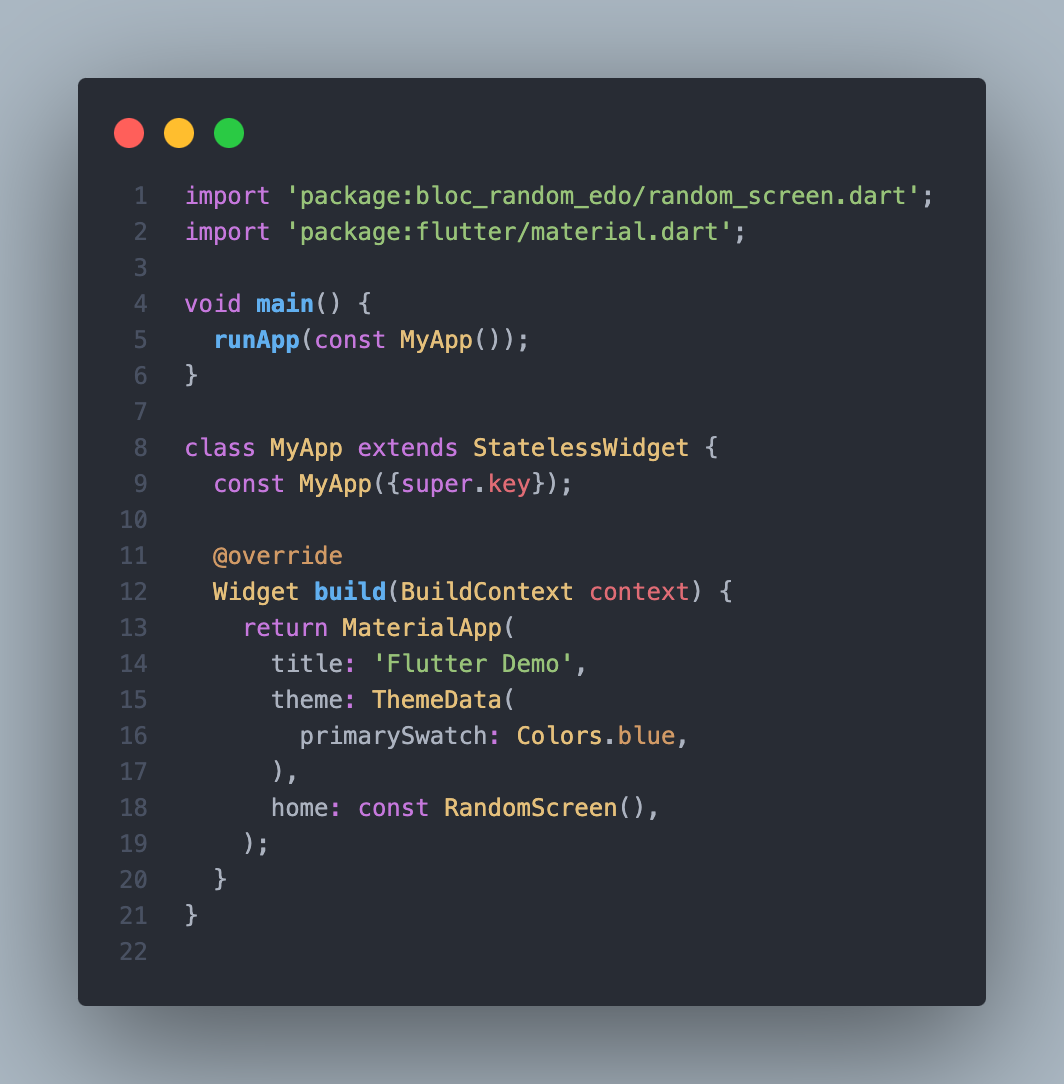 1 import 'package:bloc_random_edo/random_screen.dart';
2 import 'package:flutter/material.dart';
3
4 void main() {
5   runApp(const MyApp());
6 }
7
8 class MyApp extends StatelessWidget {
9   const MyApp({super.key});
10
11   @override
12   Widget build(BuildContext context) {
13     return MaterialApp(
14       title: 'Flutter Demo',
15       theme: ThemeData(
16         primarySwatch: Colors.blue,
17       ),
18       home: const RandomScreen(),
19     );
20   }
21 }
22